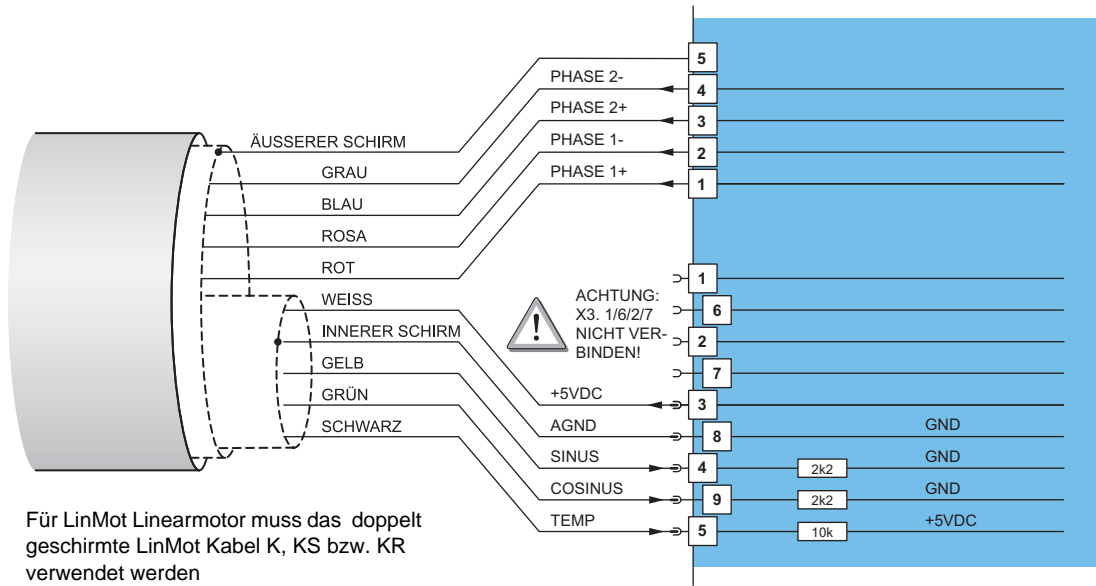 5
PHASE 2-
4
PHASE 2+
3
ÄUSSERER SCHIRM
PHASE 1-
2
GRAU
PHASE 1+
1
BLAU
ROSA
ROT
1
WEISS
ACHTUNG:
X3. 1/6/2/7
NICHT VER-
BINDEN!
6
INNERER SCHIRM
2
GELB
7
GRÜN
+5VDC
3
SCHWARZ
AGND
8
GND
SINUS
4
2k2
GND
COSINUS
9
2k2
GND
TEMP
5
10k
+5VDC
Für LinMot Linearmotor muss das doppelt
geschirmte LinMot Kabel K, KS bzw. KR
verwendet werden